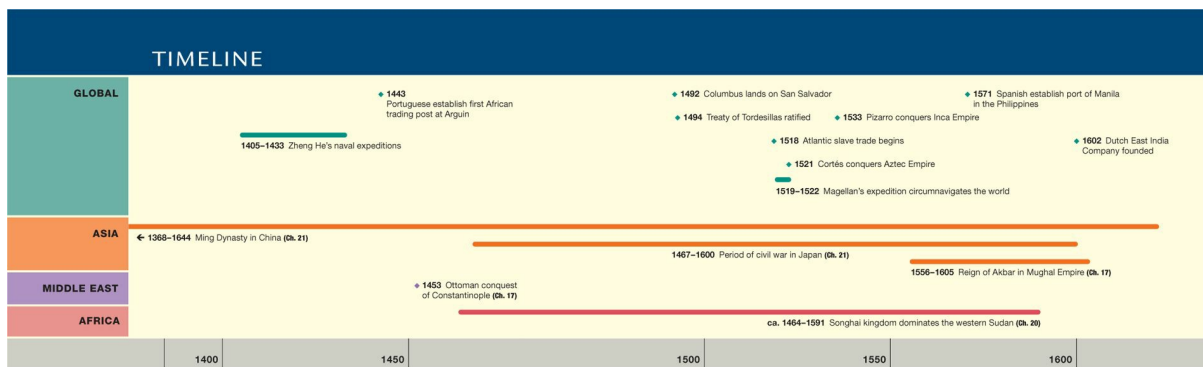 TIMELINE
GLOBAL
◆ 1443
Portuguese establish first African
trading post at Arguin
◆ 1492 Columbus lands on San Salvador
◆ 1571 Spanish establish port of Manila
in the Philippines
◆ 1494 Treaty of Tordesillas ratified
◆ 1533 Pizarro conquers Inca Empire
1405–1433 Zheng He's naval expeditions
◆ 1518 Atlantic slave trade begins
◆ 1602 Dutch East India
Company founded
◆ 1521 Cortés conquers Aztec Empire
1519–1522 Magellan's expedition circumnavigates the world
ASIA
← 1368–1644 Ming Dynasty in China (Ch. 21)
1467–1600 Period of civil war in Japan (Ch. 21)
1556–1605 Reign of Akbar in Mughal Empire (Ch. 17)
MIDDLE EAST
◆ 1453 Ottoman conquest
of Constantinople (Ch. 17)
AFRICA
ca. 1464–1591 Songhai kingdom dominates the western Sudan (Ch. 20)
1400
1450
1500
1550
1600